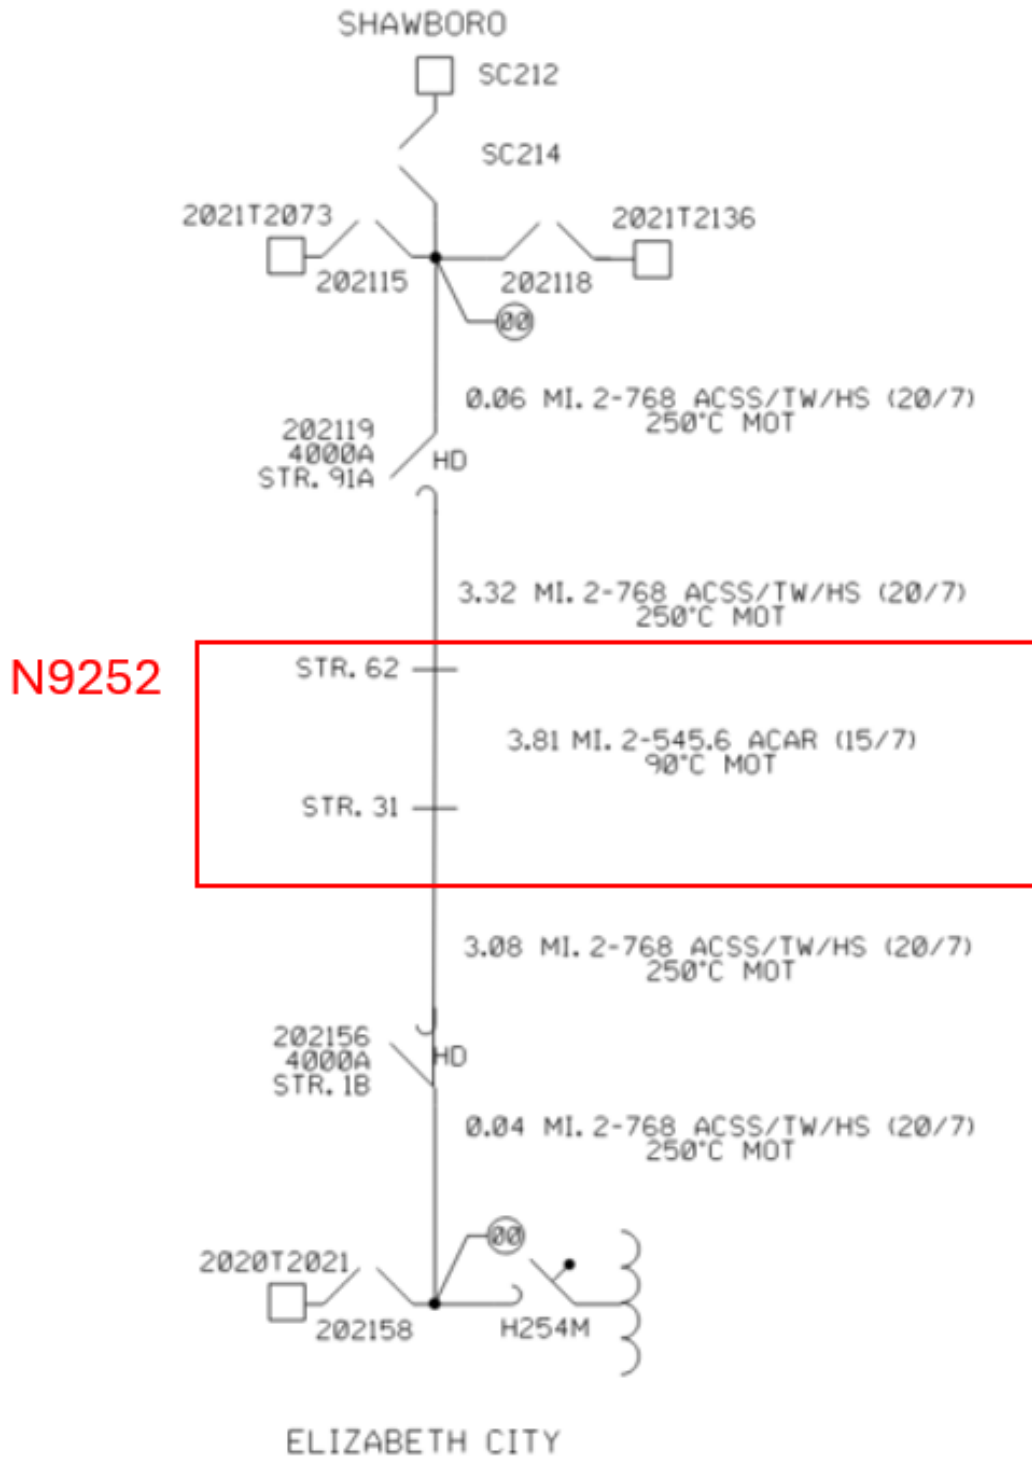 SHAWBORO
SC212
SC214
2021T2073
2021T2136
202115
202118
00
0.06 MI. 2-768 ACSS/TW/HS (20/7)
250°C MOT
202119
4000A
STR. 91A
HD
3.32 MI. 2-768 ACSS/TW/HS (20/7)
250°C MOT
N9252
STR. 62
3.81 MI. 2-545.6 ACAR (15/7)
90°C MOT
STR. 31
3.08 MI. 2-768 ACSS/TW/HS (20/7)
250°C MOT
202156
4000A
STR. 1B
HD
0.04 MI. 2-768 ACSS/TW/HS (20/7)
250°C MOT
00
2020T2021
202158
H254M
ELIZABETH CITY